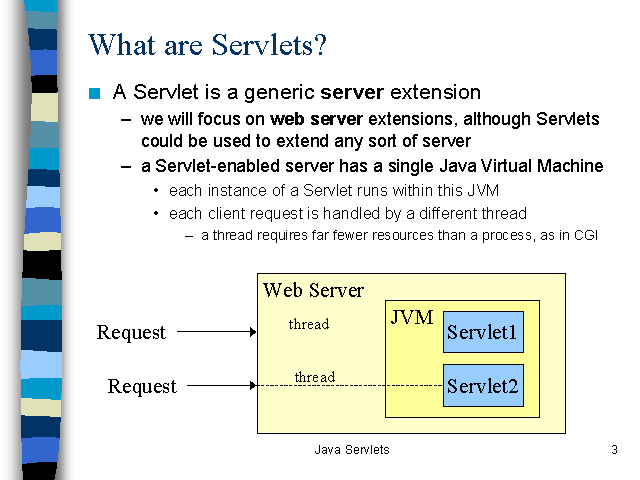 What are Servlets?
A Servlet is a generic server extension
– we will focus on web server extensions, although Servlets
could be used to extend any sort of server
– a Servlet-enabled server has a single Java Virtual Machine
• each instance of a Servlet runs within this JVM
• each client request is handled by a different thread
– a thread requires far fewer resources than a process, as in CGI
Web Server
JVM
Request
thread
Servlet1
Request
thread
Servlet2
Java Servlets
3